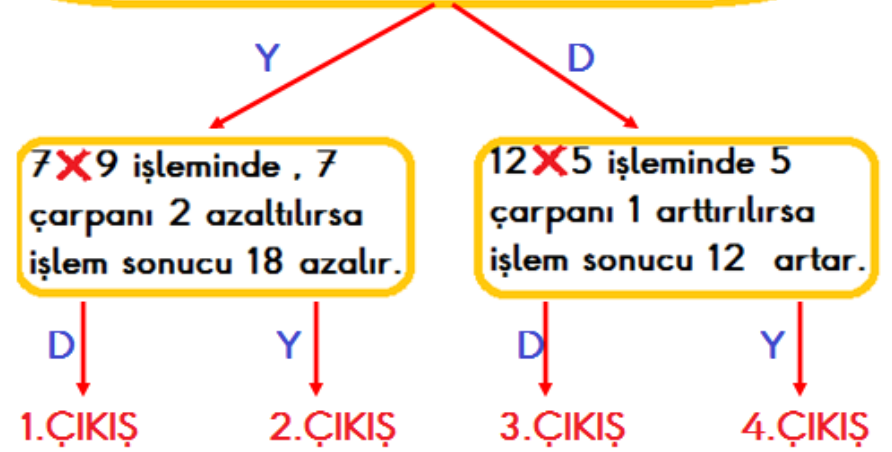 Y
D
7×9 işleminde , 7
çarpanı 2 azaltılırsa
işlem sonucu 18 azalır.
12×5 işleminde 5
çarpanı 1 arttırılırsa
işlem sonucu 12 artar.
D
Y
D
Y
1.ÇIKIŞ
2.ÇIKIŞ
3.ÇIKIŞ
4.ÇIKIŞ